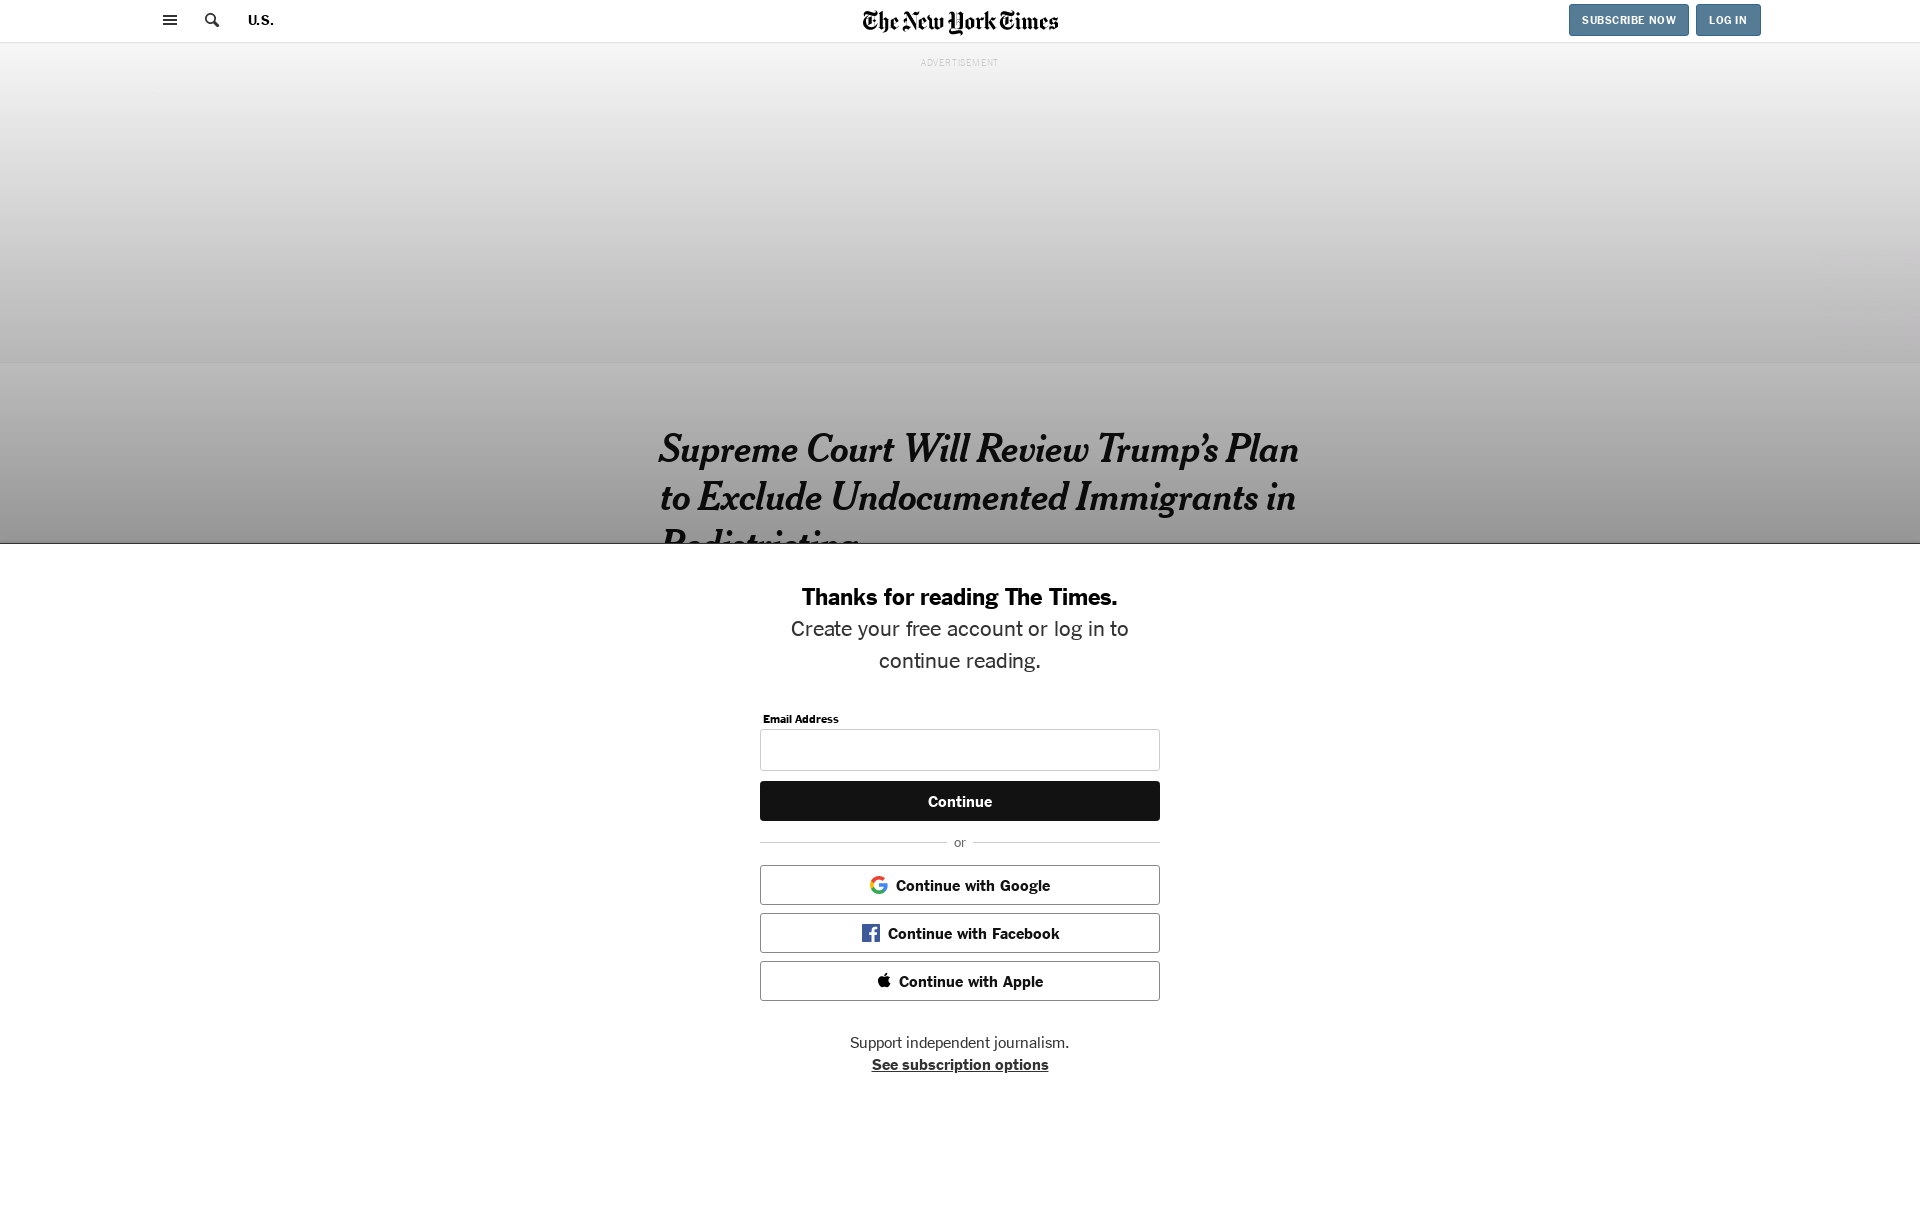 U.S.
The New York Times
SUBSCRIBE NOW
LOG IN
ADVERTISEMENT
Supreme Court Will Review Trump’s Plan
to Exclude Undocumented Immigrants in
Redistricting
Thanks for reading The Times.
Create your free account or log in to
continue reading.
Email Address
Continue
or
Continue with Google
Continue with Facebook
Continue with Apple
Support independent journalism.
See subscription options